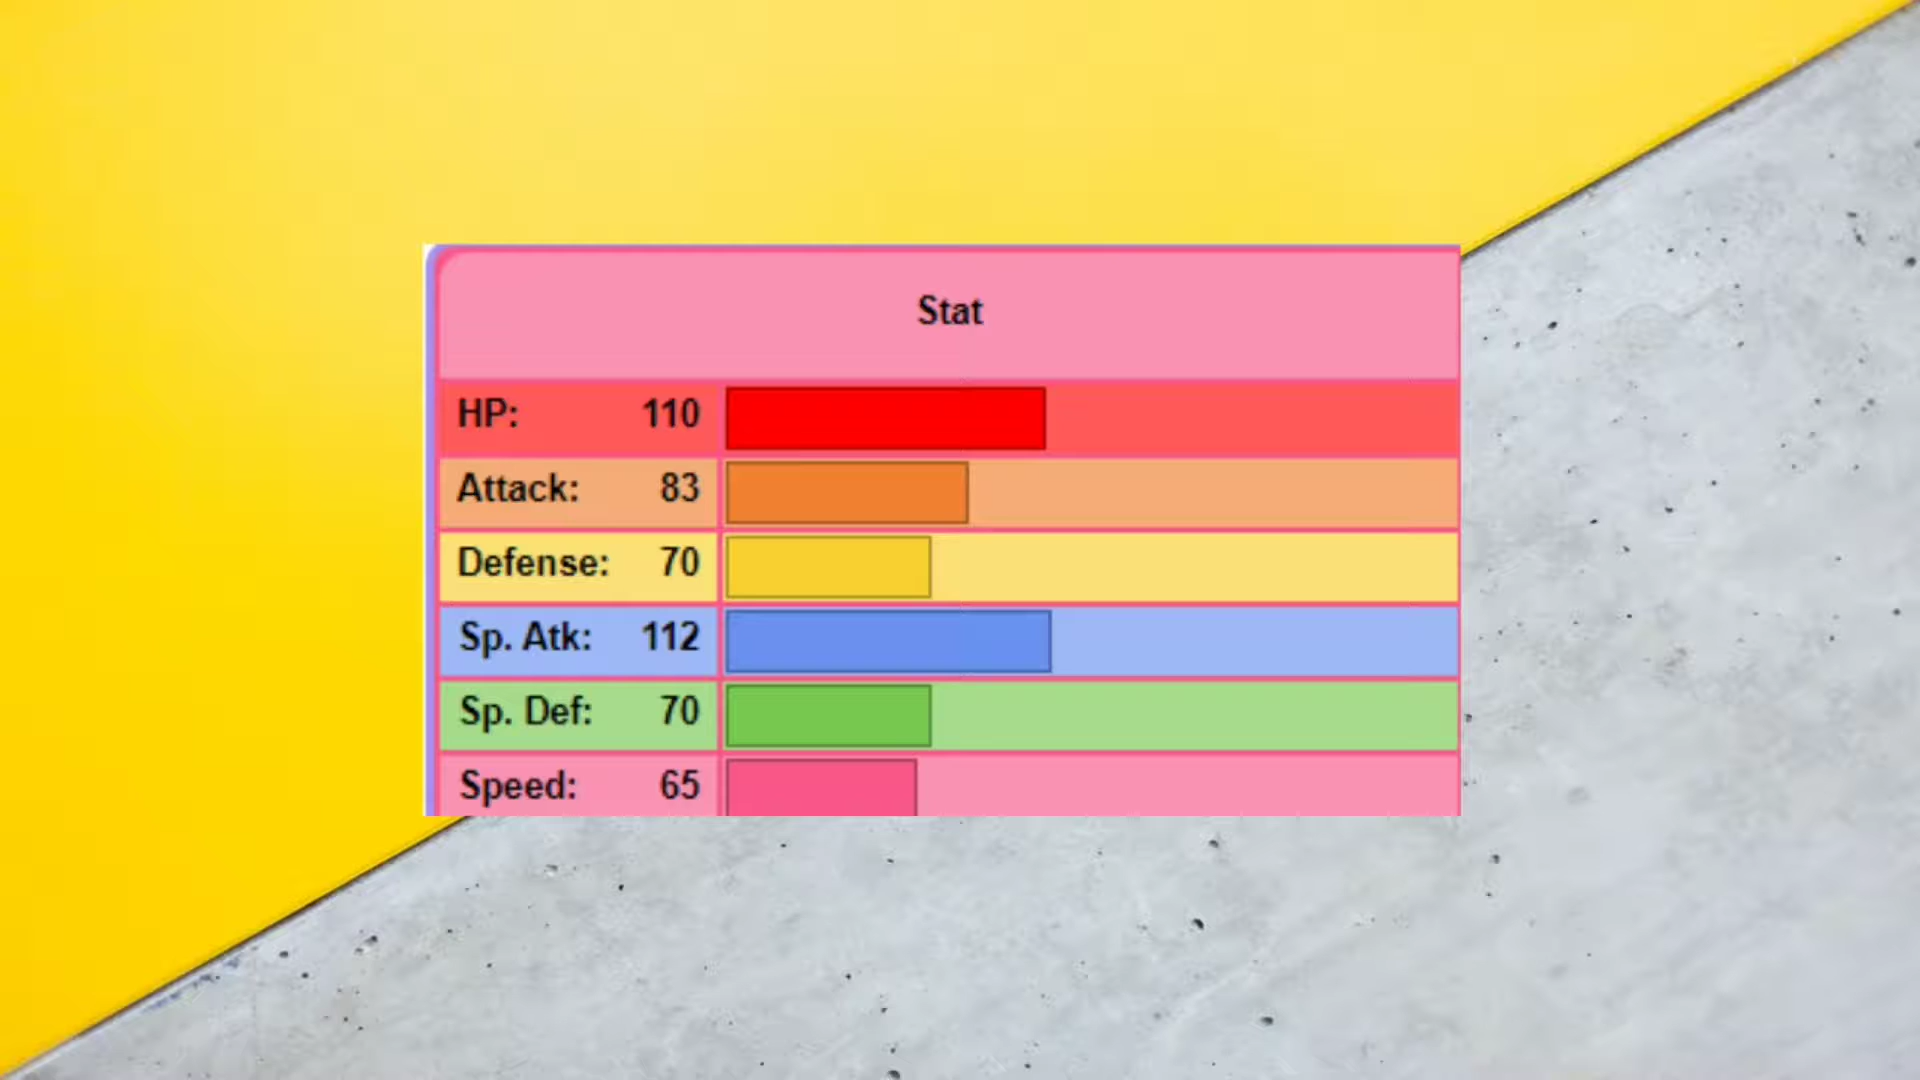 Stat
HP: 110
Attack: 83
Defense: 70
Sp. Atk: 112
Sp. Def: 70
Speed: 65